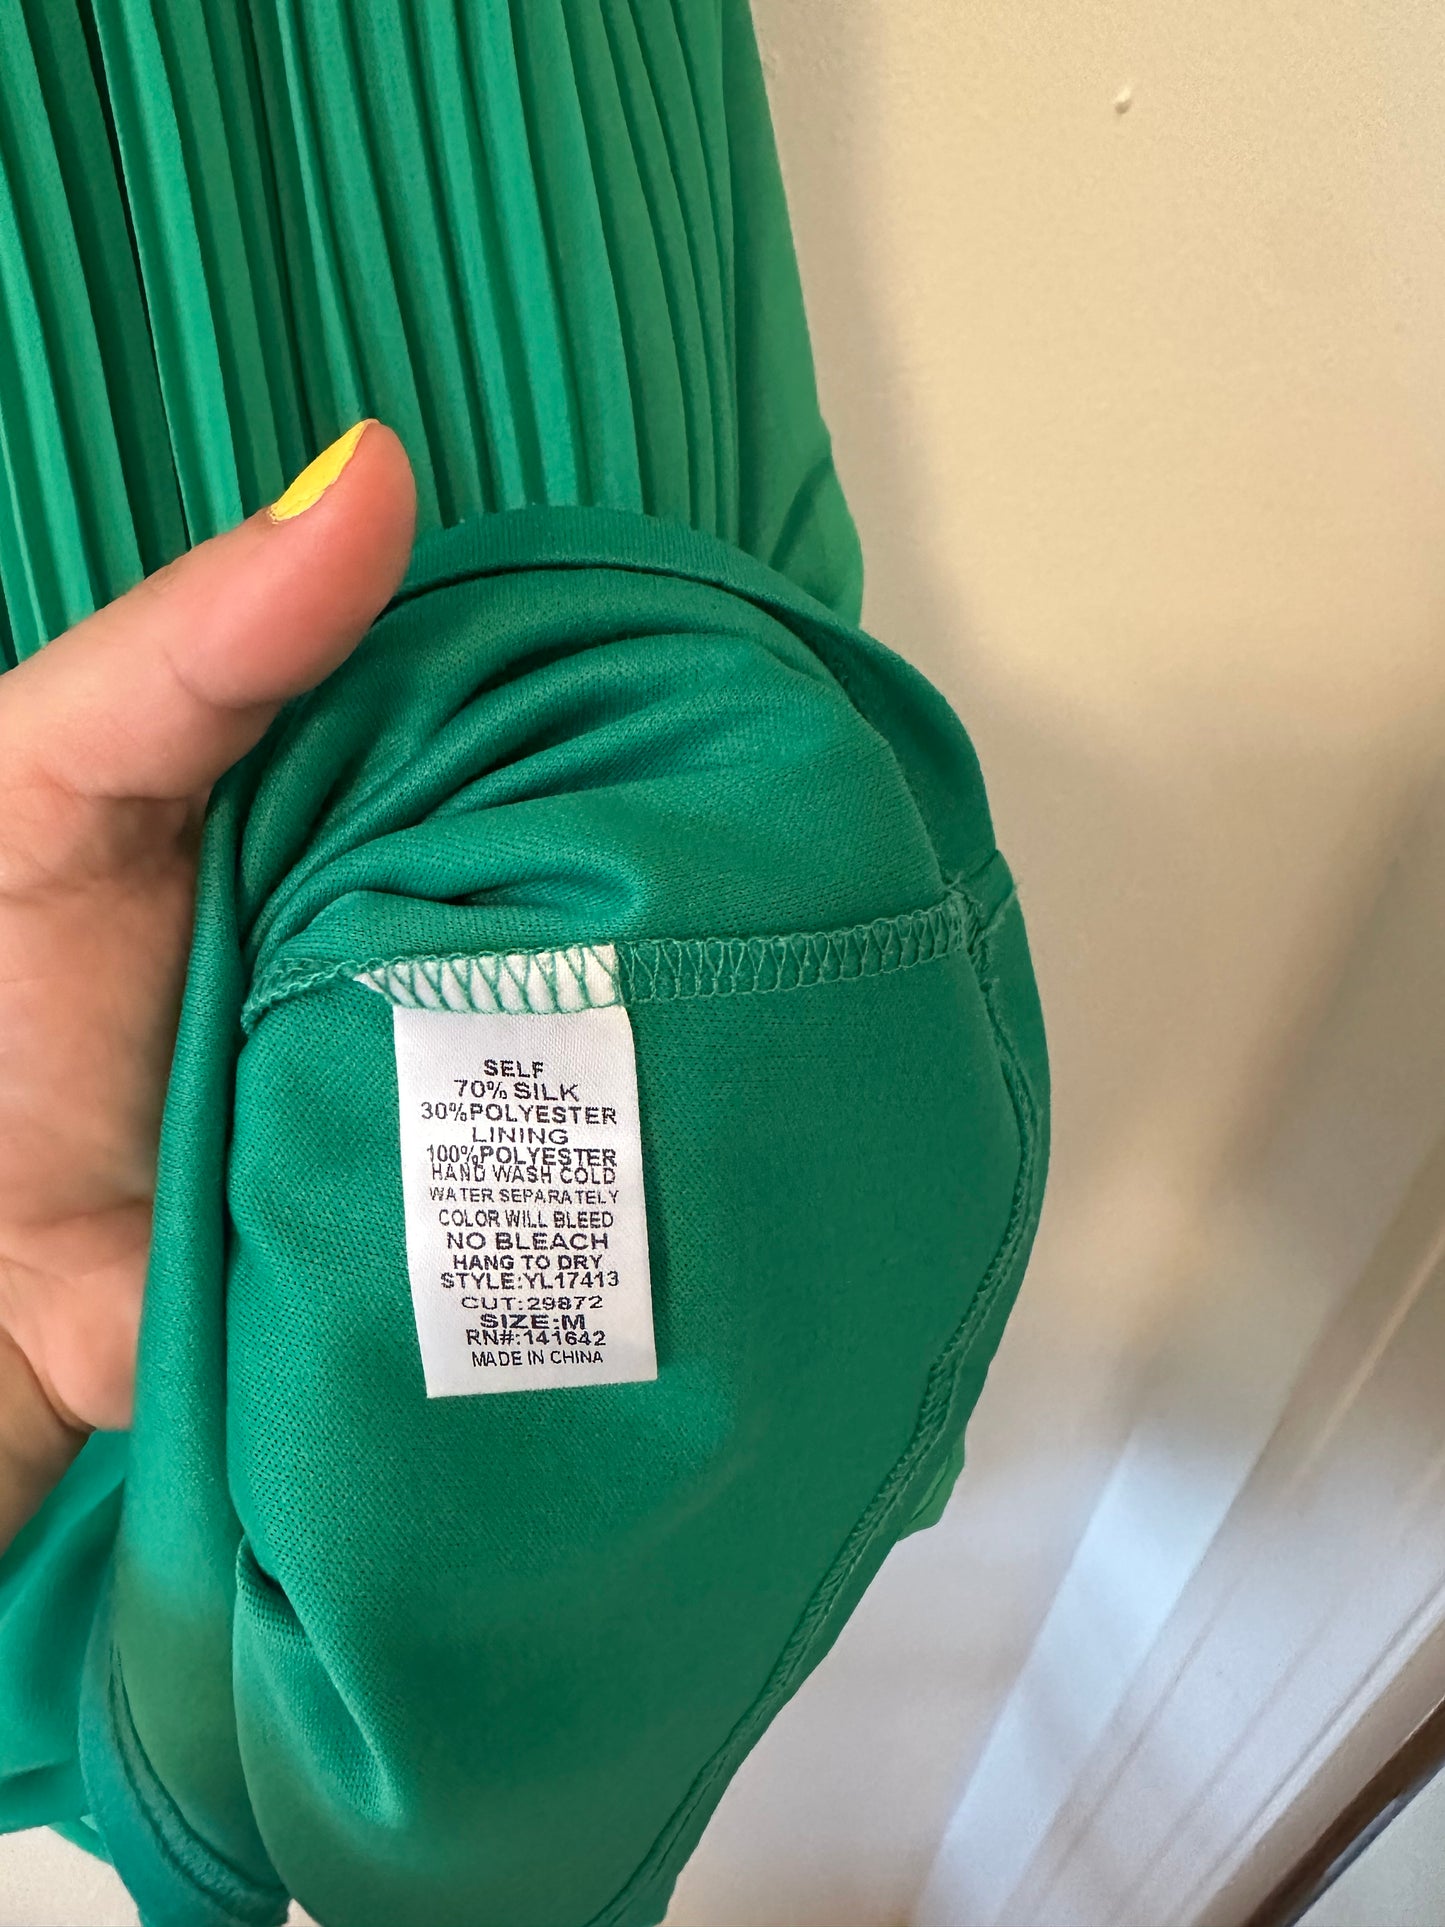 SELF
70% SILK
30%POLYESTER
LINING
100%POLYESTER
HAND WASH COLD
WATER SEPARATELY
COLOR WILL BLEED
NO BLEACH
HANG TO DRY
STYLE:YL17413
CUT:29872
SIZE:M
RN#:141642
MADE IN CHINA